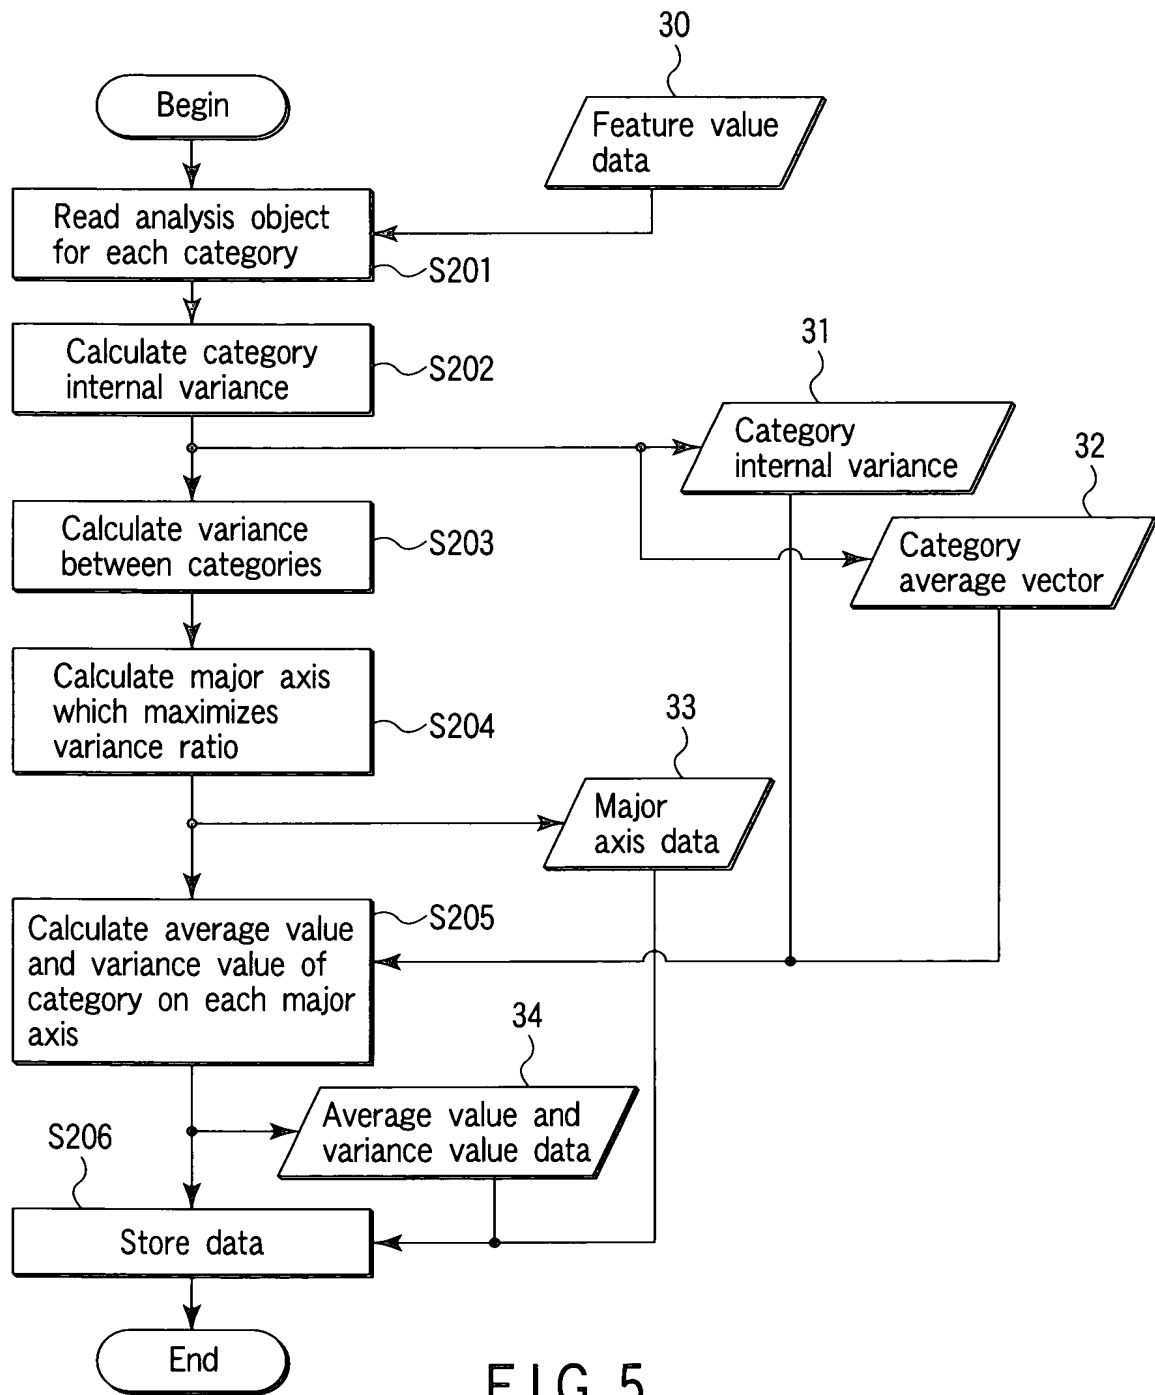 30
Begin
Feature value
data
Read analysis object
for each category
S201
31
Calculate category
internal variance
S202
Category
internal variance
32
Calculate variance
between categories
S203
Category
average vector
Calculate major axis
which maximizes
variance ratio
S204
33
Major
axis data
S205
Calculate average value
and variance value of
category on each major
axis
34
Average value and
variance value data
S206
Store data
End
FIG. 5